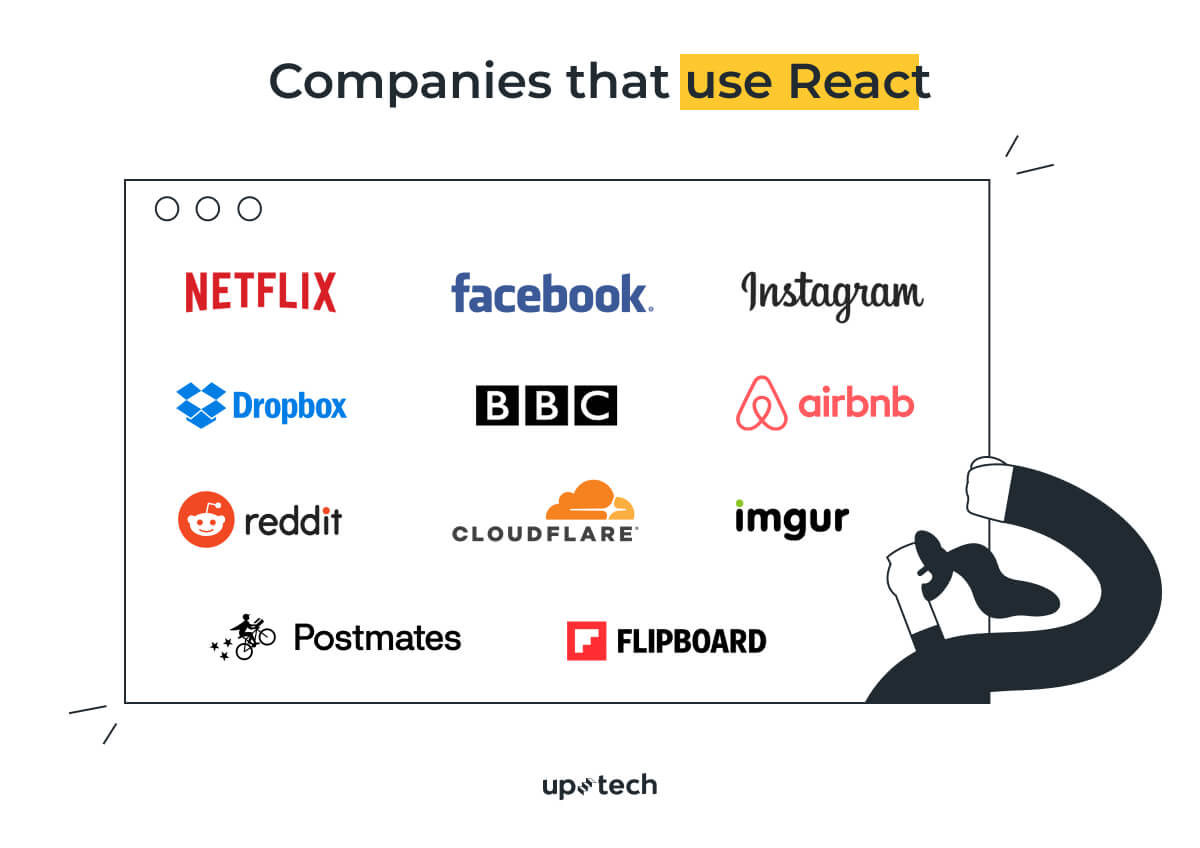 Companies that use React
NETFLIX
facebook®
Instagram
Dropbox
BBC
airbnb
reddit
CLOUDFLARE®
imgur
Postmates
FLIPBOARD
uptech